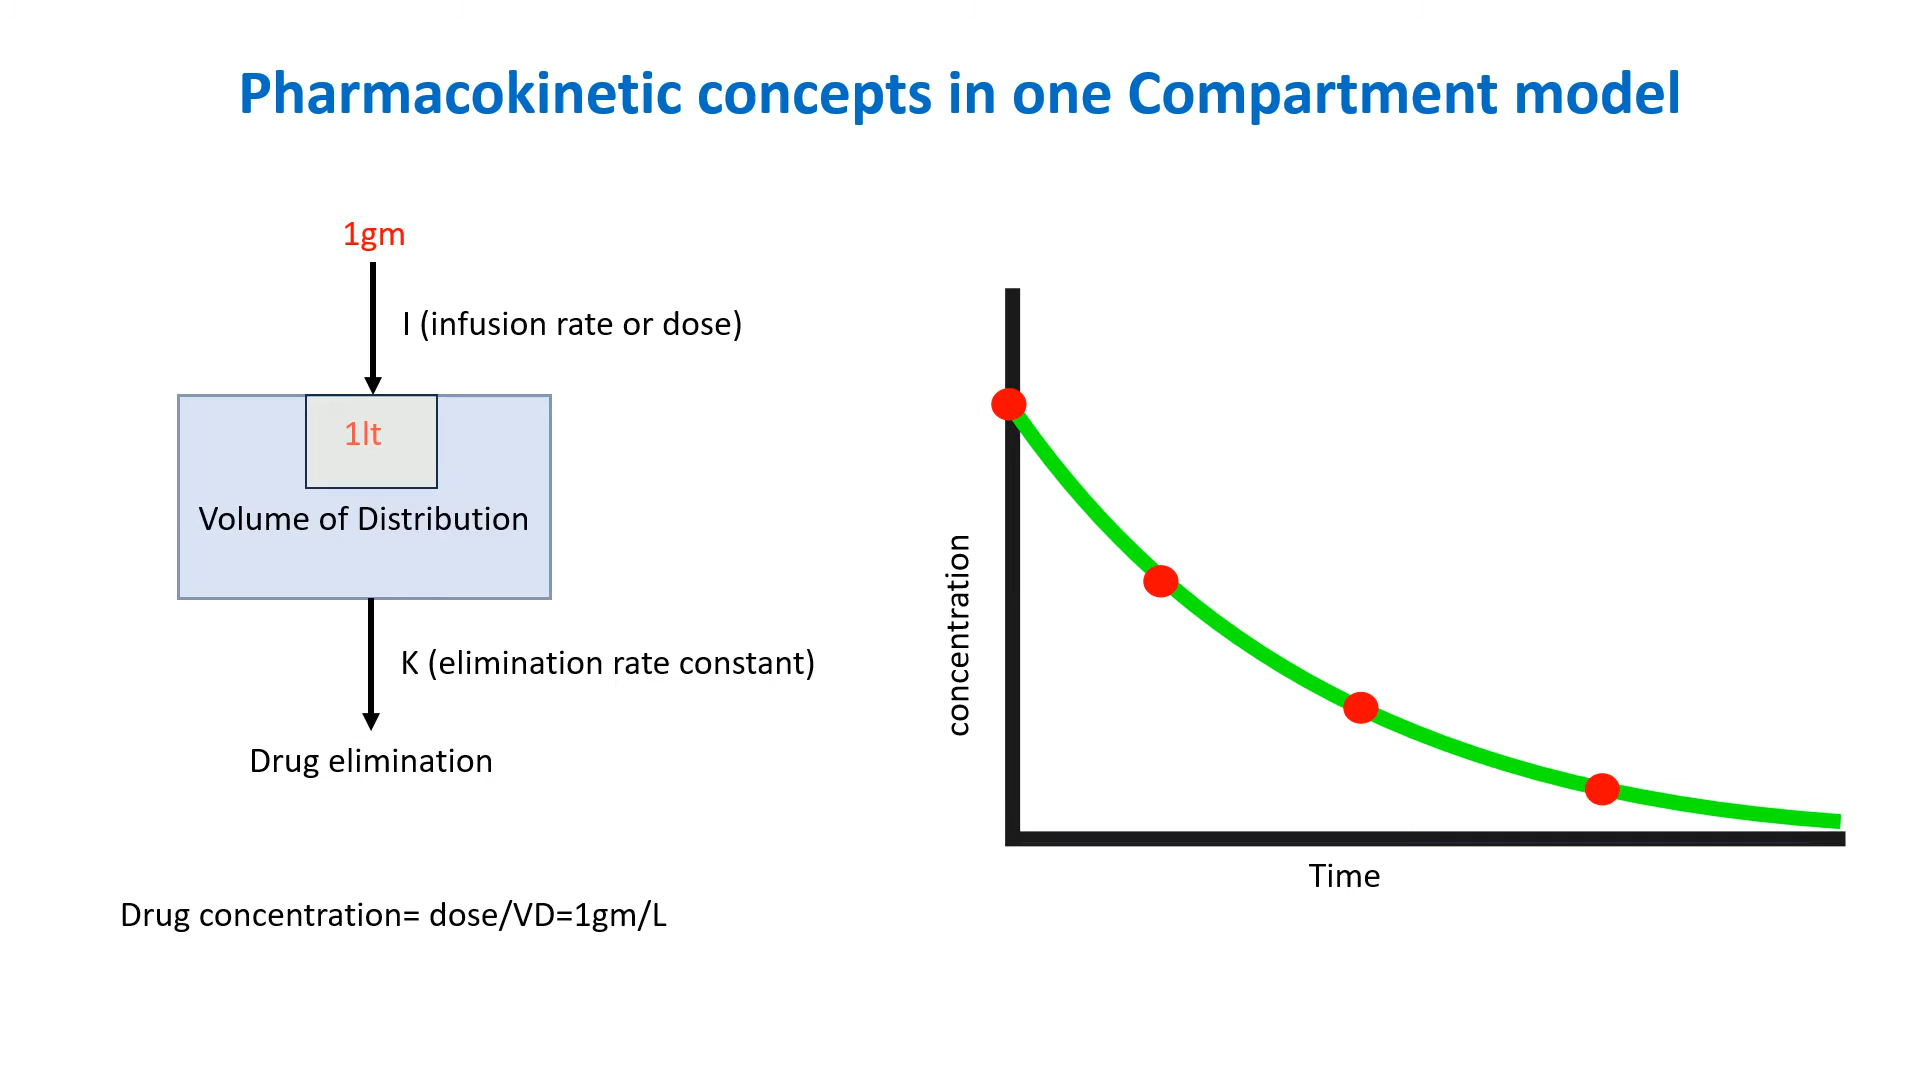 Pharmacokinetic concepts in one Compartment model
1gm
I (infusion rate or dose)
1lt
Volume of Distribution
K (elimination rate constant)
Drug elimination
Drug concentration= dose/VD=1gm/L
concentration
Time